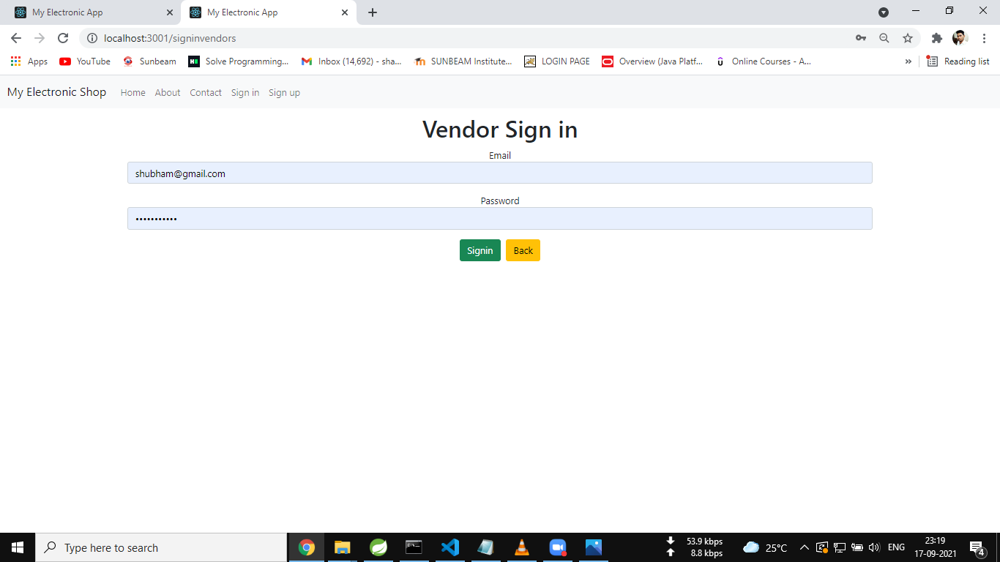 My Electronic App
My Electronic App
localhost:3001/signinvendors
Apps
YouTube
Sunbeam
Solve Programming...
Inbox (14,692) - sha...
SUNBEAM Institute...
LOGIN PAGE
Overview (Java Platf...
Online Courses - A...
»
Reading list
My Electronic Shop
Home
About
Contact
Sign in
Sign up
Vendor Sign in
Email
shubham@gmail.com
Password
•••••••••••
Signin
Back
Type here to search
53.9 kbps
8.8 kbps
25°C
ENG
23:19
17-09-2021
4